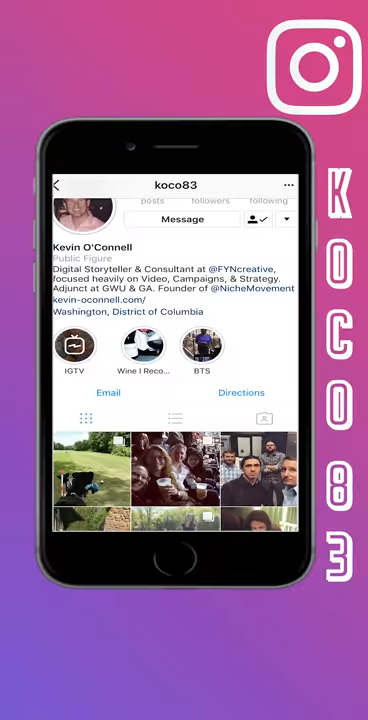 koco83
posts followers following
Message
Kevin O'Connell
Public Figure
Digital Storyteller & Consultant at @FYNcreative,
focused heavily on Video, Campaigns, & Strategy.
Adjunct at GWU & GA. Founder of @NicheMovement
kevin-oconnell.com/
Washington, District of Columbia
IGTV Wine I Reco... BTS
Email Directions
KOCO83